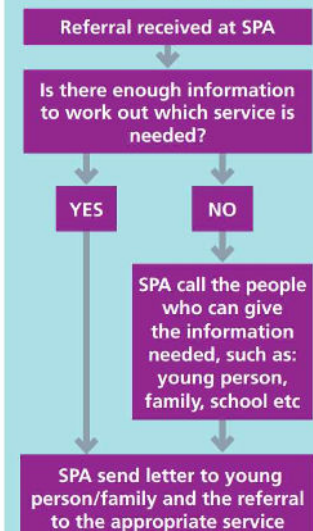 Referral received at SPA
Is there enough information
to work out which service is
needed?
YES
NO
SPA call the people
who can give
the information
needed, such as:
young person,
family, school etc
SPA send letter to young
person/family and the referral
to the appropriate service